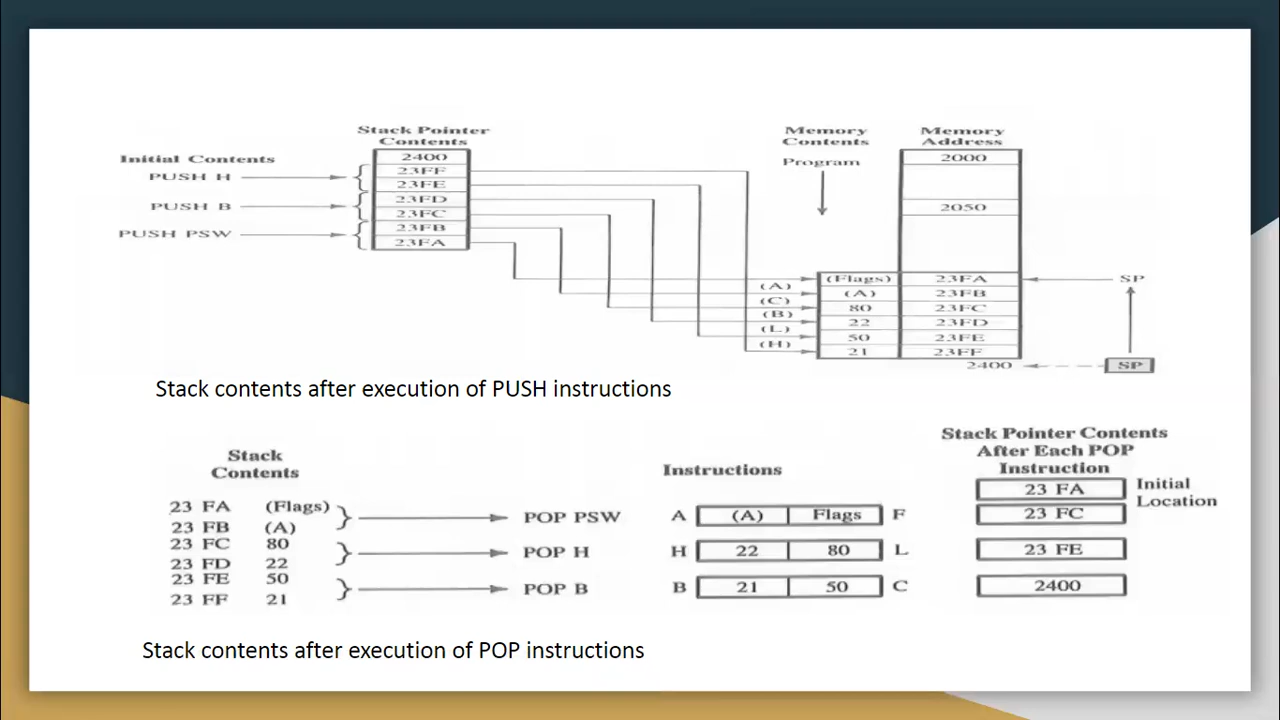 Stack Pointer
Contents
Initial Contents
2400
PUSH H
23FF
23FE
PUSH B
23FD
23FC
PUSH PSW
23FB
23FA
Memory
Contents
Program
Memory
Address
2000
2050
(Flags) 23FA SP
(A) (A) 23FB
(C) 80 23FC
(B) 22 23FD
(L) 50 23FE
(H) 21 23FF
2400 SP
Stack contents after execution of PUSH instructions
Stack
Contents
Instructions
Stack Pointer Contents
After Each POP
Instruction
23 FA Initial
Location
23 FA (Flags)
23 FB (A)
POP PSW A (A) Flags F 23 FC
23 FC 80
23 FD 22
POP H H 22 80 L 23 FE
23 FE 50
23 FF 21
POP B B 21 50 C 2400
Stack contents after execution of POP instructions